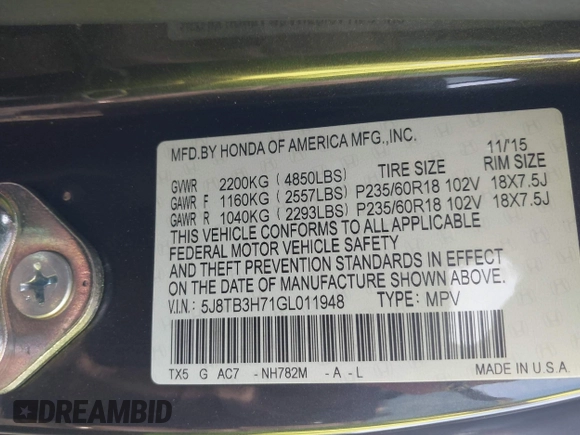 MFD.BY HONDA OF AMERICA MFG.,INC. 11/'15
GVWR 2200KG ( 4850LBS) TIRE SIZE RIM SIZE
GAWR F 1160KG ( 2557LBS) P235/60R18 102V 18X7.5J
GAWR R 1040KG ( 2293LBS) P235/60R18 102V 18X7.5J
THIS VEHICLE CONFORMS TO ALL APPLICABLE
FEDERAL MOTOR VEHICLE SAFETY
AND THEFT PREVENTION STANDARDS IN EFFECT
ON THE DATE OF MANUFACTURE SHOWN ABOVE.
V.I.N.: 5J8TB3H71GL011948 TYPE: MPV
TX5 G AC7 -NH782M -A-L MADE IN U.S.A.
DREAMBID